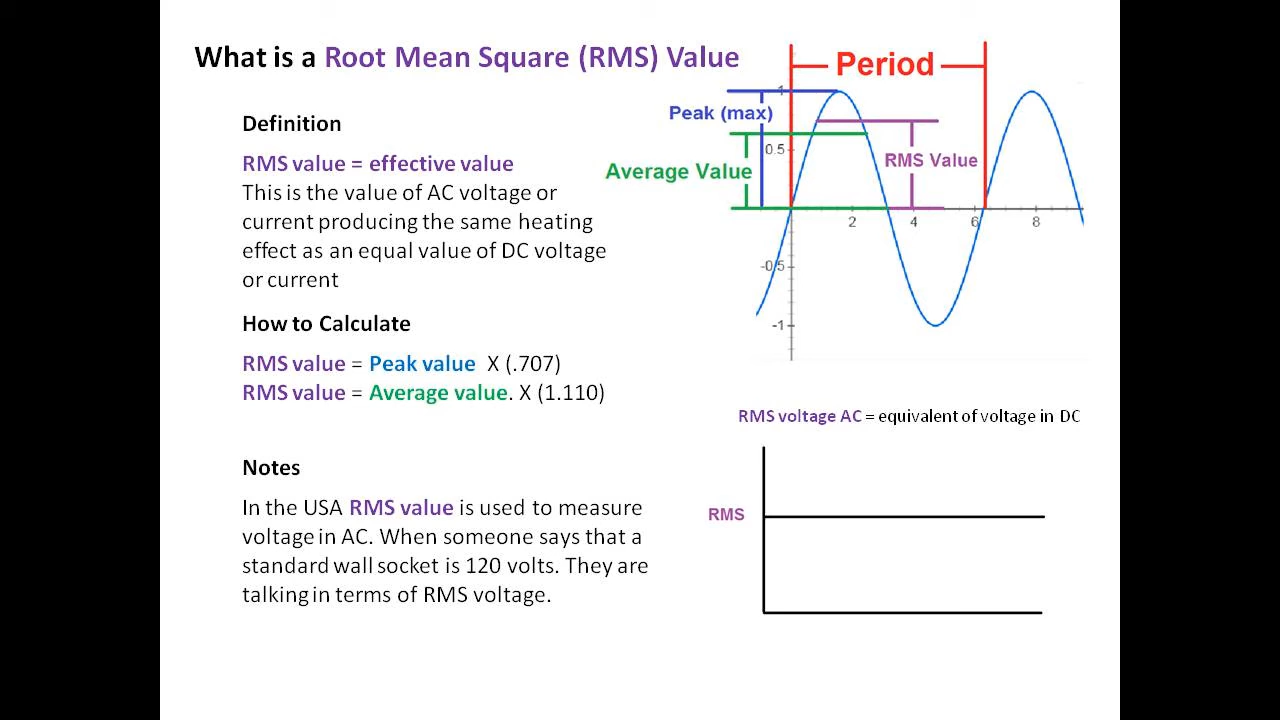 What is a Root Mean Square (RMS) Value
Definition
RMS value = effective value
This is the value of AC voltage or
current producing the same heating
effect as an equal value of DC voltage
or current
How to Calculate
RMS value = Peak value X (.707)
RMS value = Average value. X (1.110)
Notes
In the USA RMS value is used to measure
voltage in AC. When someone says that a
standard wall socket is 120 volts. They are
talking in terms of RMS voltage.
Period
1
Peak (max)
0.5
RMS Value
Average Value
2 4 6 8
-0.5
-1
RMS voltage AC = equivalent of voltage in DC
RMS